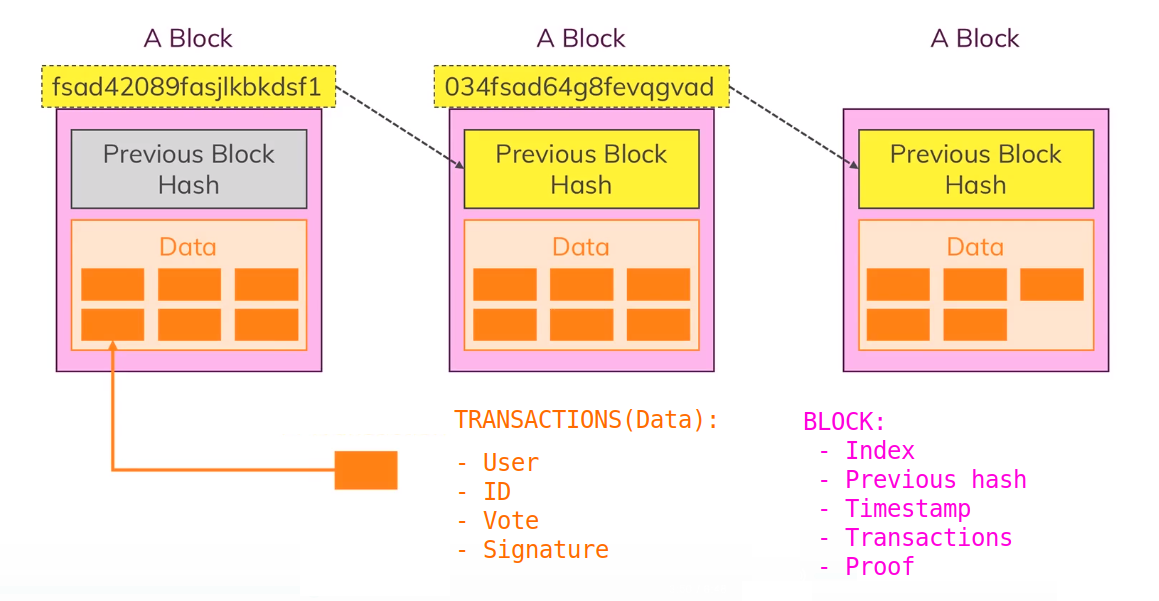 A Block
A Block
A Block
fsad42089fasjlkbkdsf1
034fsad64g8fevqgvad
Previous Block
Hash
Previous Block
Hash
Previous Block
Hash
Data
Data
Data
TRANSACTIONS(Data):
- User
- ID
- Vote
- Signature
BLOCK:
- Index
- Previous hash
- Timestamp
- Transactions
- Proof